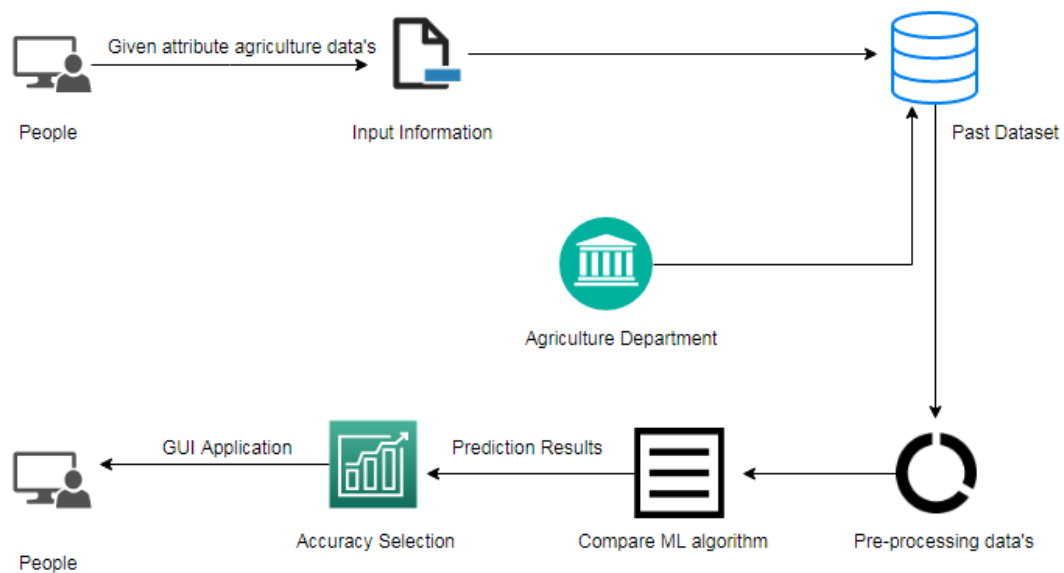 Given attribute agriculture data's
People
Input Information
Past Dataset
Agriculture Department
GUI Application
Prediction Results
People
Accuracy Selection
Compare ML algorithm
Pre-processing data's